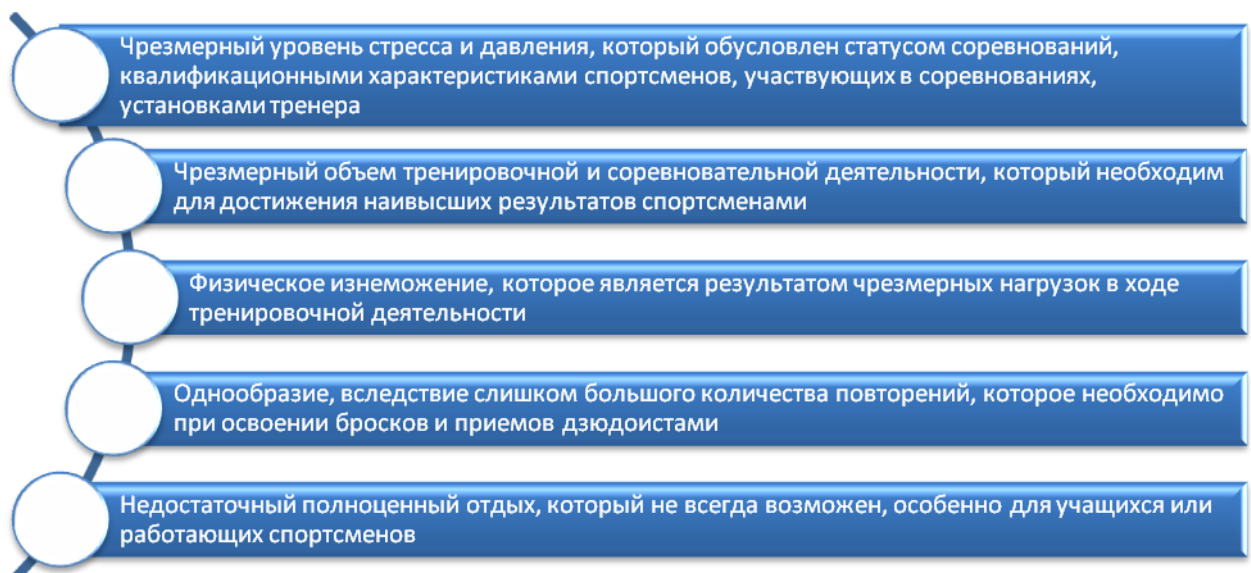 Чрезмерный уровень стресса и давления, который обусловлен статусом соревнований,
квалификационными характеристиками спортсменов, участвующих в соревнованиях,
установками тренера
Чрезмерный объем тренировочной и соревновательной деятельности, который необходим
для достижения наивысших результатов спортсменами
Физическое изнеможение, которое является результатом чрезмерных нагрузок в ходе
тренировочной деятельности
Однообразие, вследствие слишком большого количества повторений, которое необходимо
при освоении бросков и приемов дзюдоистами
Недостаточный полноценный отдых, который не всегда возможен, особенно для учащихся или
работающих спортсменов